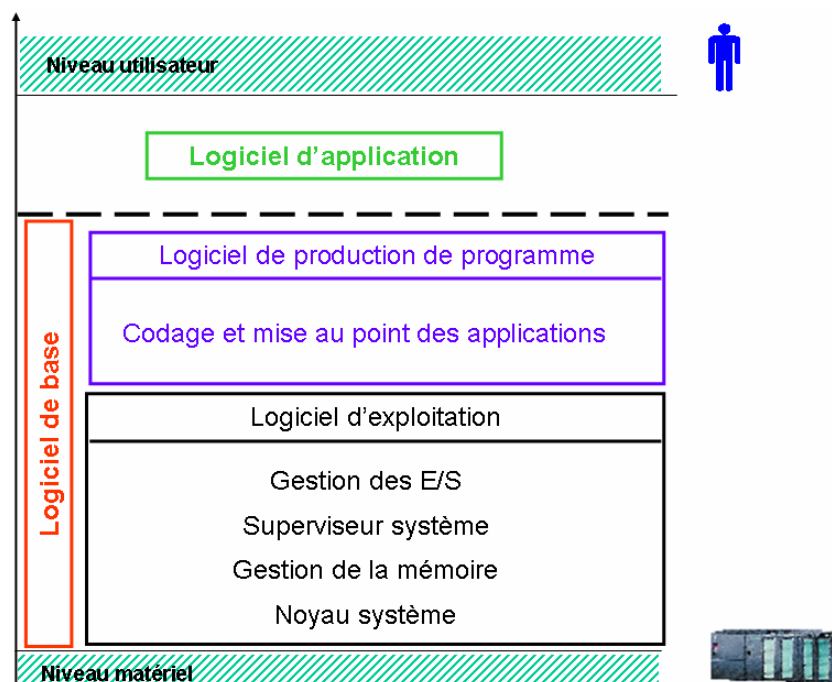 Niveau utilisateur
Logiciel d'application
Logiciel de base
Logiciel de production de programme
Codage et mise au point des applications
Logiciel d'exploitation
Gestion des E/S
Superviseur système
Gestion de la mémoire
Noyau système
Niveau matériel